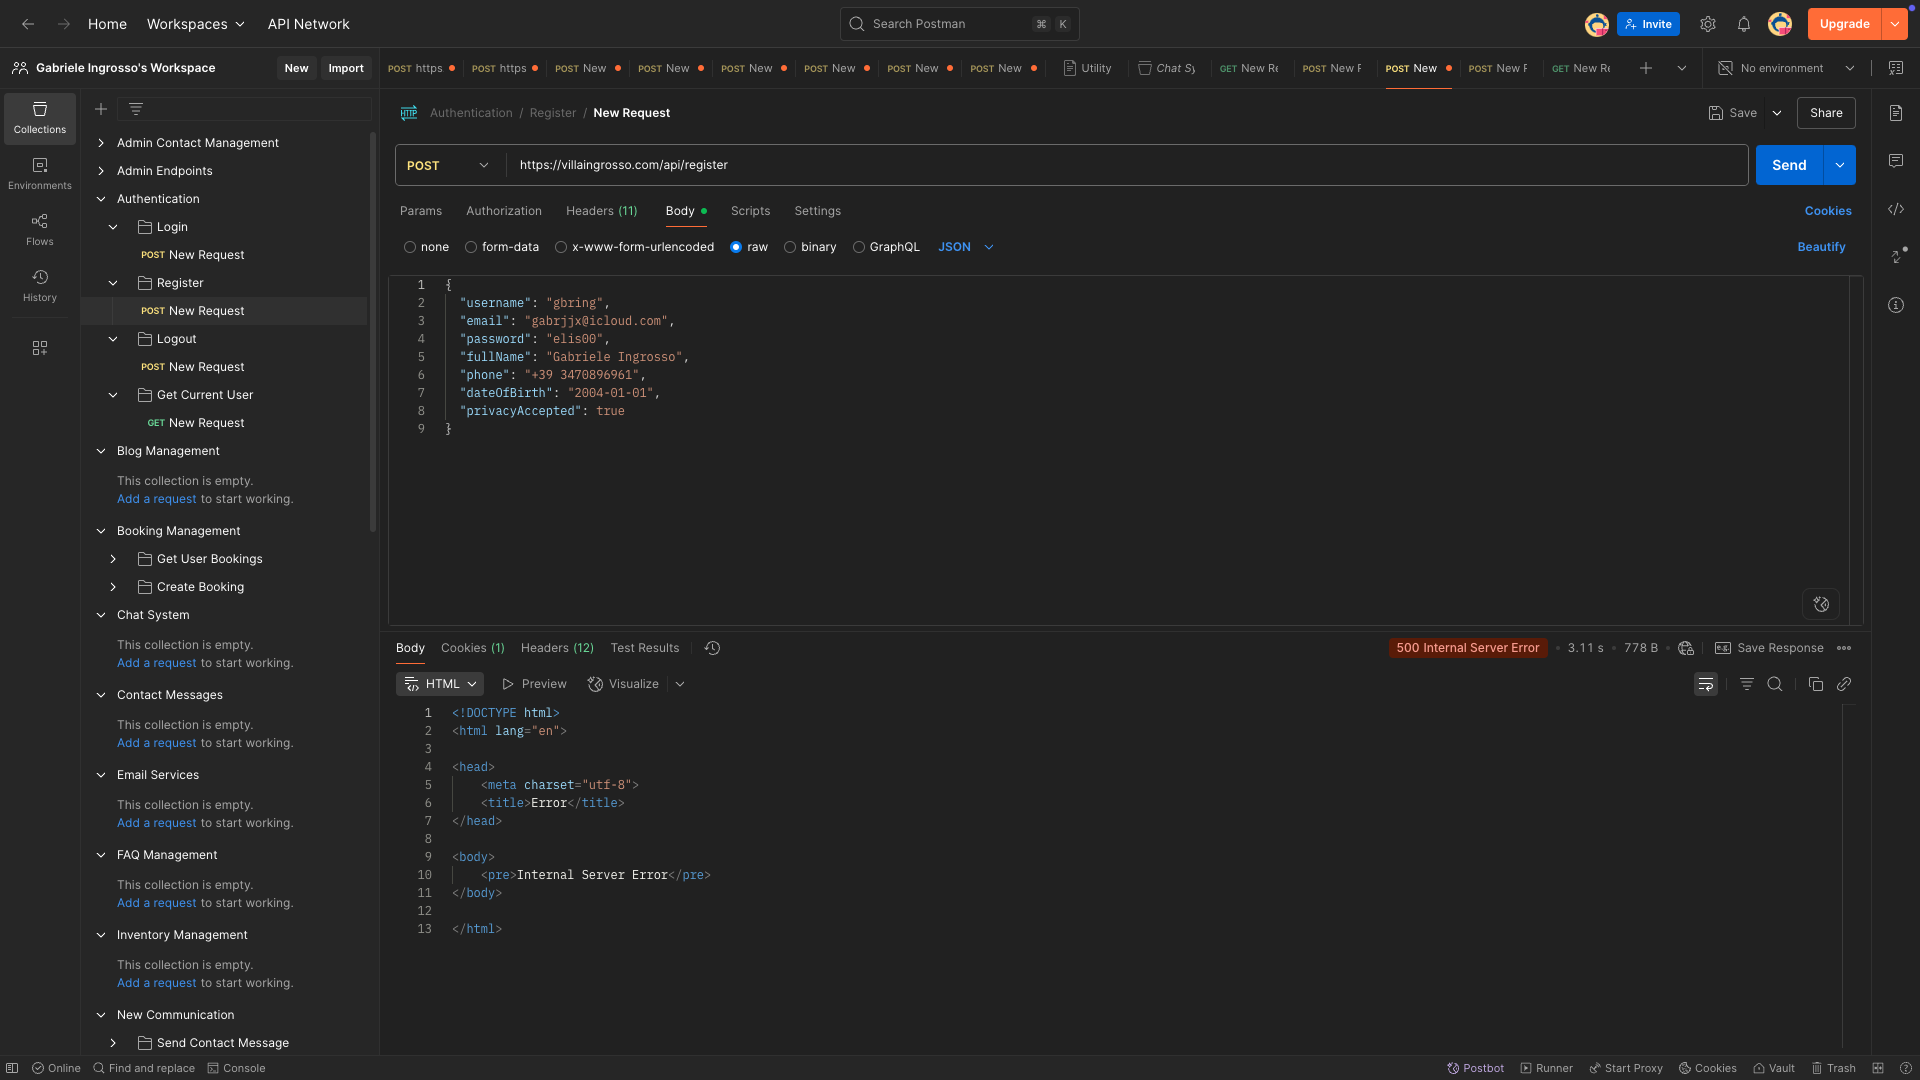 Home
Workspaces
API Network
Search Postman
⌘ K
Invite
Upgrade
Gabriele Ingrosso's Workspace
New
Import
POST https
POST https
POST New
POST New
POST New
POST New
POST New
POST New
Utility
Chat Sy
GET New Re
POST New F
POST New
POST New F
GET New Re
No environment
Collections
Environments
Flows
History
Admin Contact Management
Admin Endpoints
Authentication
Login
POST New Request
Register
POST New Request
Logout
POST New Request
Get Current User
GET New Request
Blog Management
This collection is empty.
Add a request to start working.
Booking Management
Get User Bookings
Create Booking
Chat System
This collection is empty.
Add a request to start working.
Contact Messages
This collection is empty.
Add a request to start working.
Email Services
This collection is empty.
Add a request to start working.
FAQ Management
This collection is empty.
Add a request to start working.
Inventory Management
This collection is empty.
Add a request to start working.
New Communication
Send Contact Message
HTTP
Authentication / Register / New Request
Save
Share
POST
https://villaingrosso.com/api/register
Send
Params
Authorization
Headers (11)
Body
Scripts
Settings
Cookies
none
form-data
x-www-form-urlencoded
raw
binary
GraphQL
JSON
Beautify
1 {
2 "username": "gbring",
3 "email": "gabrjjx@icloud.com",
4 "password": "elis00",
5 "fullName": "Gabriele Ingrosso",
6 "phone": "+39 3470896961",
7 "dateOfBirth": "2004-01-01",
8 "privacyAccepted": true
9 }
Body
Cookies (1)
Headers (12)
Test Results
500 Internal Server Error
3.11 s
778 B
Save Response
HTML
Preview
Visualize
1 <!DOCTYPE html>
2 <html lang="en">
3
4 <head>
5 <meta charset="utf-8">
6 <title>Error</title>
7 </head>
8
9 <body>
10 <pre>Internal Server Error</pre>
11 </body>
12
13 </html>
Online
Find and replace
Console
Postbot
Runner
Start Proxy
Cookies
Vault
Trash